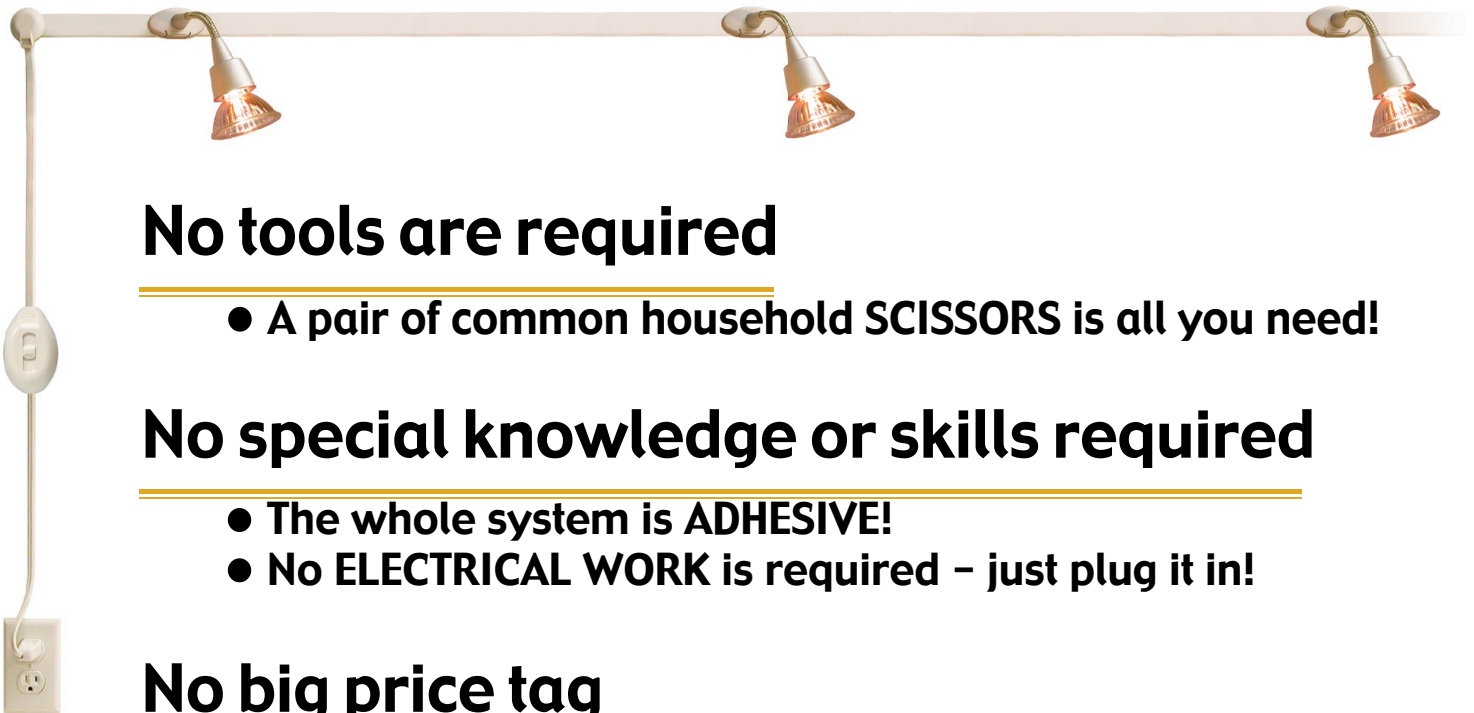 No tools are required
● A pair of common household SCISSORS is all you need!
No special knowledge or skills required
● The whole system is ADHESIVE!
● No ELECTRICAL WORK is required – just plug it in!
No big price tag